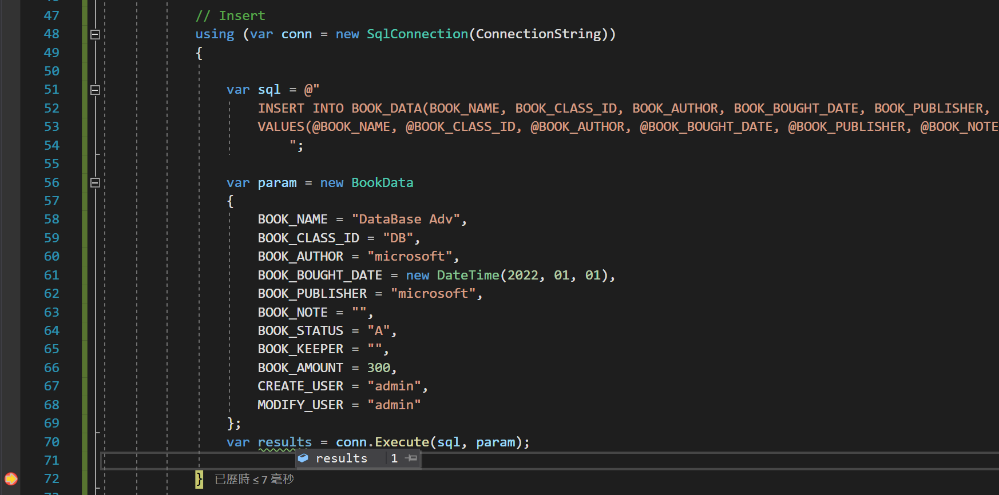 47 // Insert
48 using (var conn = new SqlConnection(ConnectionString))
49 {
50
51 var sql = @"
52 INSERT INTO BOOK_DATA(BOOK_NAME, BOOK_CLASS_ID, BOOK_AUTHOR, BOOK_BOUGHT_DATE, BOOK_PUBLISHER,
53 VALUES(@BOOK_NAME, @BOOK_CLASS_ID, @BOOK_AUTHOR, @BOOK_BOUGHT_DATE, @BOOK_PUBLISHER, @BOOK_NOTE
54 ";
55
56 var param = new BookData
57 {
58 BOOK_NAME = "DataBase Adv",
59 BOOK_CLASS_ID = "DB",
60 BOOK_AUTHOR = "microsoft",
61 BOOK_BOUGHT_DATE = new DateTime(2022, 01, 01),
62 BOOK_PUBLISHER = "microsoft",
63 BOOK_NOTE = "",
64 BOOK_STATUS = "A",
65 BOOK_KEEPER = "",
66 BOOK_AMOUNT = 300,
67 CREATE_USER = "admin",
68 MODIFY_USER = "admin"
69 };
70 var results = conn.Execute(sql, param);
71 results 1
72 } 已歷時 ≤ 7 毫秒